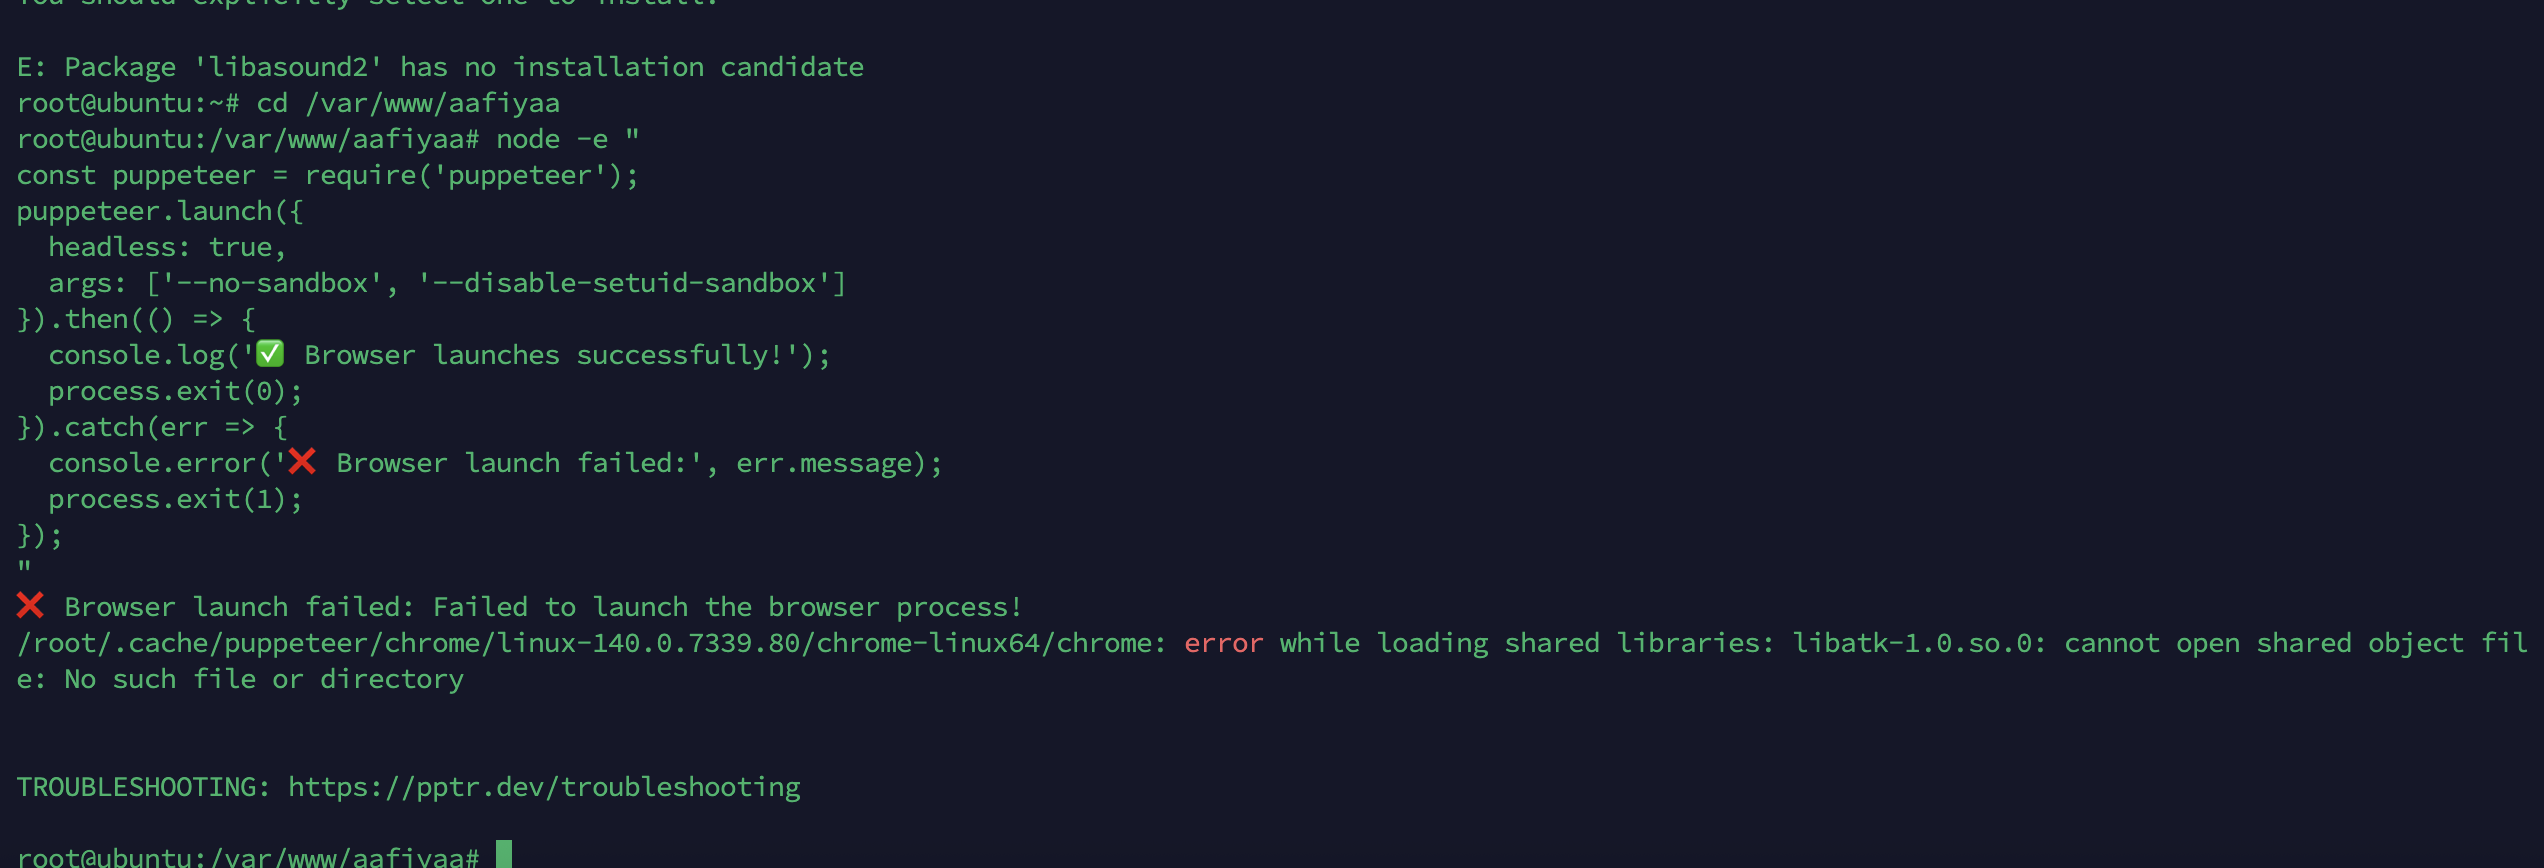 You should explicitly select one to install.
E: Package 'libasound2' has no installation candidate
root@ubuntu:~# cd /var/www/aafiyaa
root@ubuntu:/var/www/aafiyaa# node -e "
const puppeteer = require('puppeteer');
puppeteer.launch({
  headless: true,
  args: ['--no-sandbox', '--disable-setuid-sandbox']
}).then(() => {
  console.log('✅ Browser launches successfully!');
  process.exit(0);
}).catch(err => {
  console.error('❌ Browser launch failed:', err.message);
  process.exit(1);
});
"
❌ Browser launch failed: Failed to launch the browser process!
/root/.cache/puppeteer/chrome/linux-140.0.7339.80/chrome-linux64/chrome: error while loading shared libraries: libatk-1.0.so.0: cannot open shared object fil
e: No such file or directory
TROUBLESHOOTING: https://pptr.dev/troubleshooting
root@ubuntu:/var/www/aafiyaa#